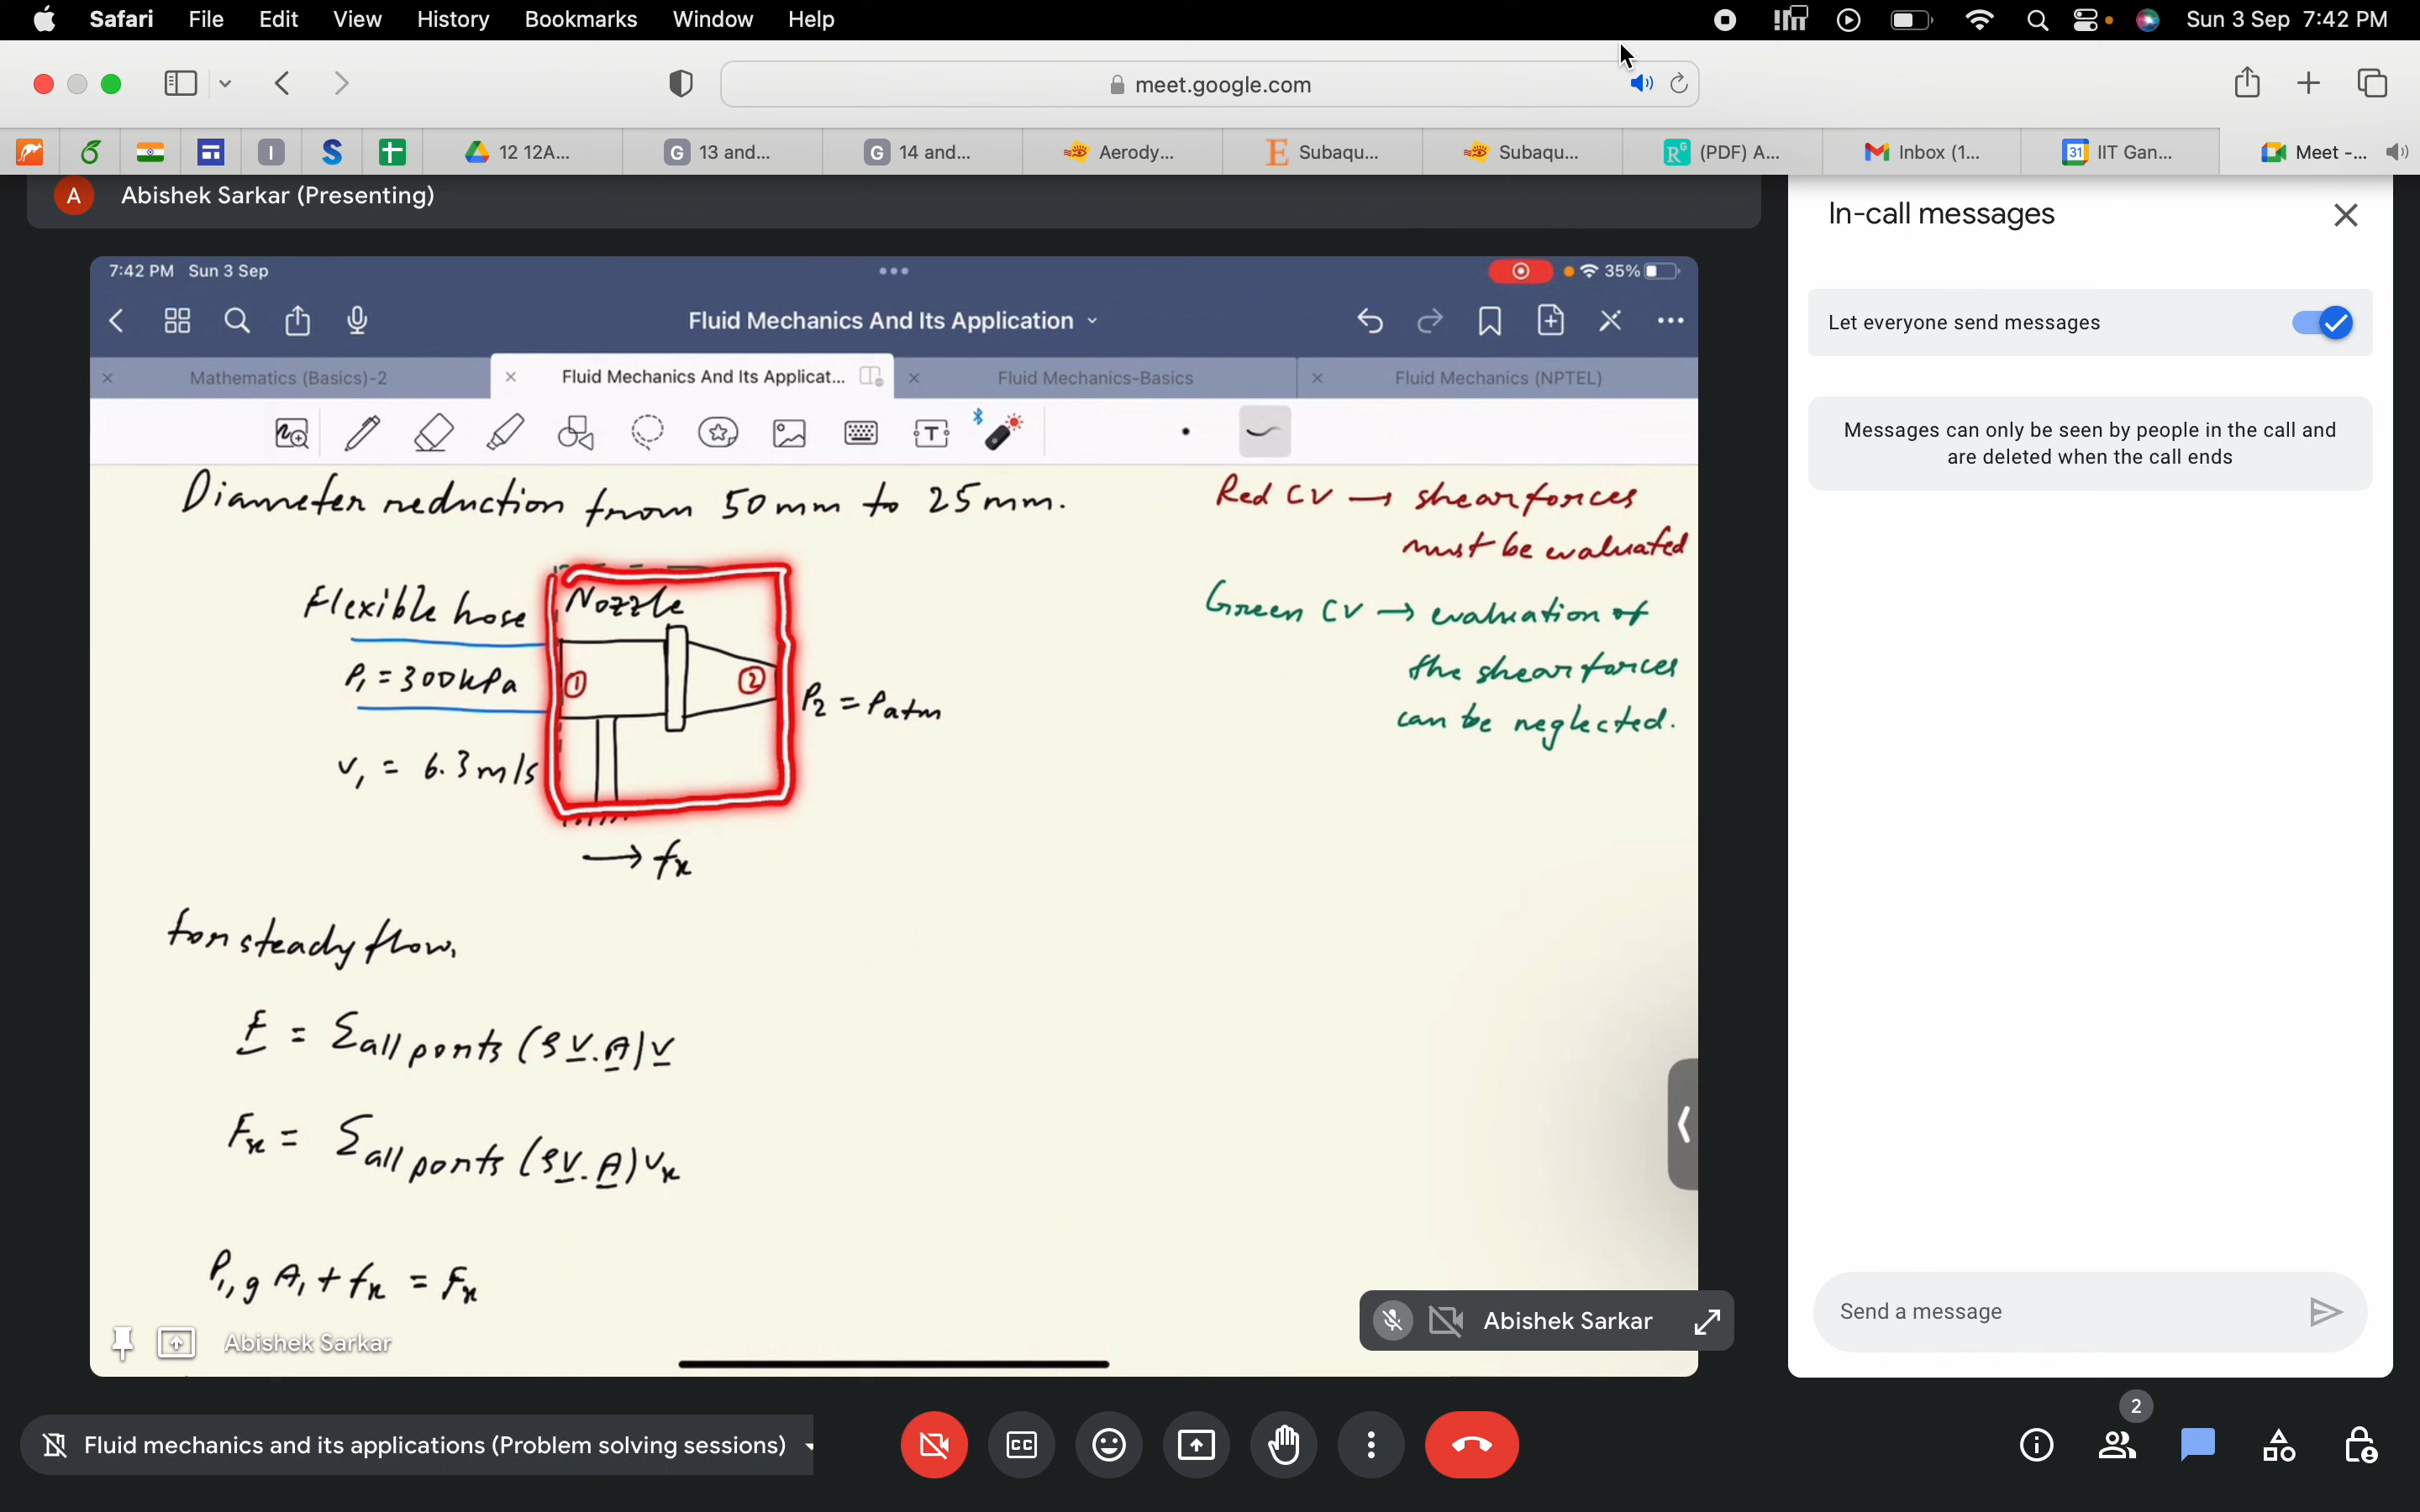 Safari File Edit View History Bookmarks Window Help Sun 3 Sep 7:42 PM
meet.google.com
12 12A... 13 and... 14 and... Aerody... Subaqu... Subaqu... (PDF) A... Inbox (1... IIT Gan... Meet -...
A Abishek Sarkar (Presenting)
7:42 PM Sun 3 Sep 35%
Fluid Mechanics And Its Application
Mathematics (Basics)-2 Fluid Mechanics And Its Applicat... Fluid Mechanics-Basics Fluid Mechanics (NPTEL)
Diameter reduction from 50mm to 25mm.
Flexible hose Nozzle
P₁ = 300kPa ① ② P₂ = Patm
v₁ = 6.3m/s
→ fx
for steady flow,
F = Σall ports (ρV.A)V
Fx = Σall ports (ρV.A)Vx
P₁,g A₁ + fx = Fx
Red CV → shear forces
must be evaluated
Green CV → evaluation of
the shear forces
can be neglected.
Abishek Sarkar
Abishek Sarkar
In-call messages
Let everyone send messages
Messages can only be seen by people in the call and
are deleted when the call ends
Send a message
Fluid mechanics and its applications (Problem solving sessions)
CC
2